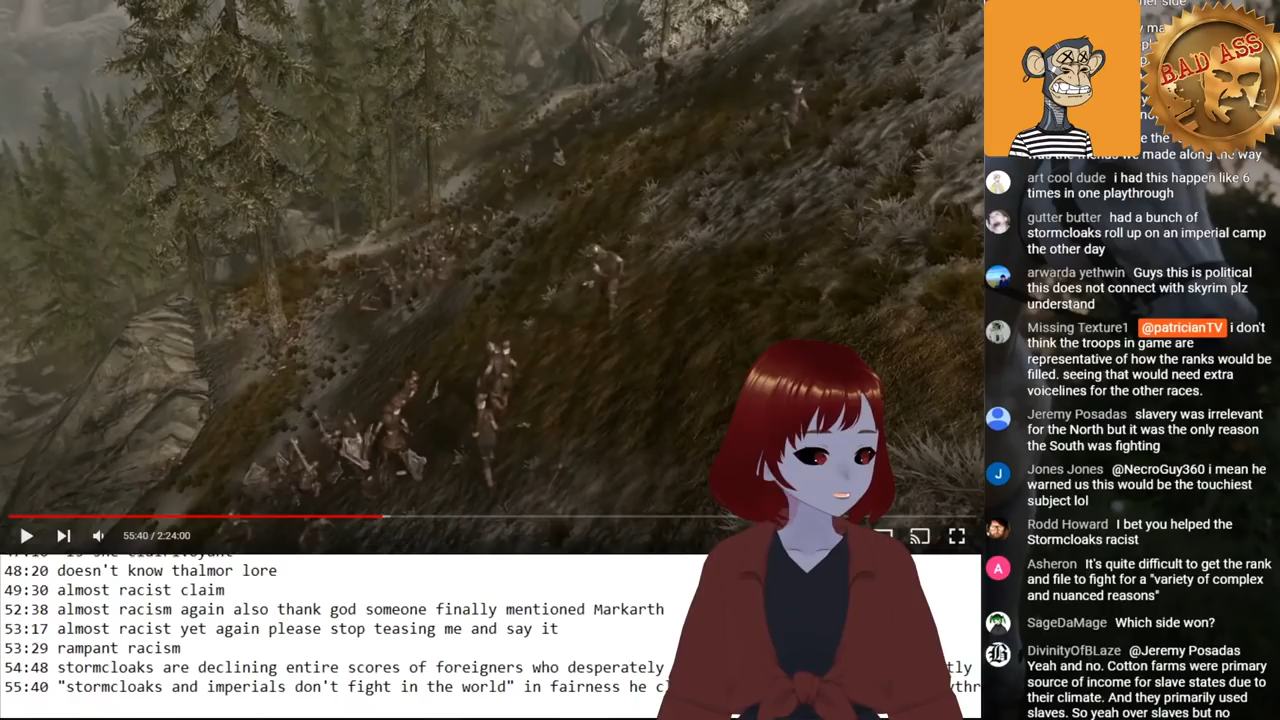 BAD ASS
was the friends we made along the way
art cool dude i had this happen like 6
times in one playthrough
gutter butter had a bunch of
stormcloaks roll up on an imperial camp
the other day
arwarda yethwin Guys this is political
this does not connect with skyrim plz
understand
Missing Texture1 @patricianTV i don't
think the troops in game are
representative of how the ranks would be
filled. seeing that would need extra
voicelines for the other races.
Jeremy Posadas slavery was irrelevant
for the North but it was the only reason
the South was fighting
Jones Jones @NecroGuy360 i mean he
warned us this would be the touchiest
subject lol
Rodd Howard I bet you helped the
Stormcloaks racist
Asheron It's quite difficult to get the rank
and file to fight for a "variety of complex
and nuanced reasons"
SageDaMage Which side won?
DivinityOfBLaze @Jeremy Posadas
Yeah and no. Cotton farms were primary
source of income for slave states due to
their climate. And they primarily used
slaves. So yeah over slaves but no
55:40 / 2:24:00
48:20 doesn't know thalmor lore
49:30 almost racist claim
52:38 almost racism again also thank god someone finally mentioned Markarth
53:17 almost racist yet again please stop teasing me and say it
53:29 rampant racism
54:48 stormcloaks are declining entire scores of foreigners who desperately
55:40 "stormcloaks and imperials don't fight in the world" in fairness he